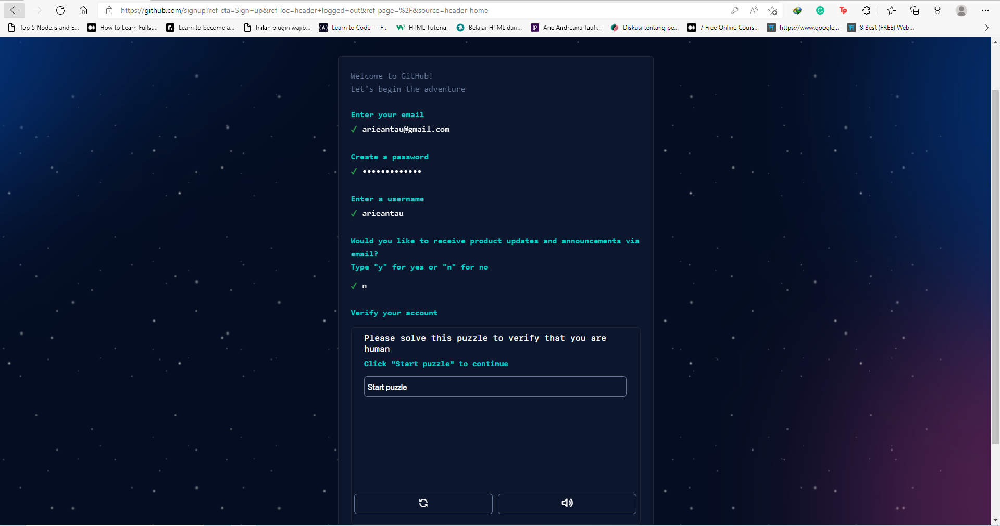 https://github.com/signup?ref_cta=Sign+up&ref_loc=header+logged+out&ref_page=%2F&source=header-home
Top 5 Node.js and E... How to Learn Fullst... Learn to become a... Inilah plugin wajib... Learn to Code — F... HTML Tutorial Belajar HTML dari... Arie Andreana Taufi... Diskusi tentang pe... 7 Free Online Cours... https://www.google... 8 Best (FREE) Web...
Welcome to GitHub!
Let’s begin the adventure
Enter your email
✓ arieantau@gmail.com
Create a password
✓ •••••••••••••
Enter a username
✓ arieantau
Would you like to receive product updates and announcements via
email?
Type "y" for yes or "n" for no
✓ n
Verify your account
Please solve this puzzle to verify that you are
human
Click "Start puzzle" to continue
Start puzzle